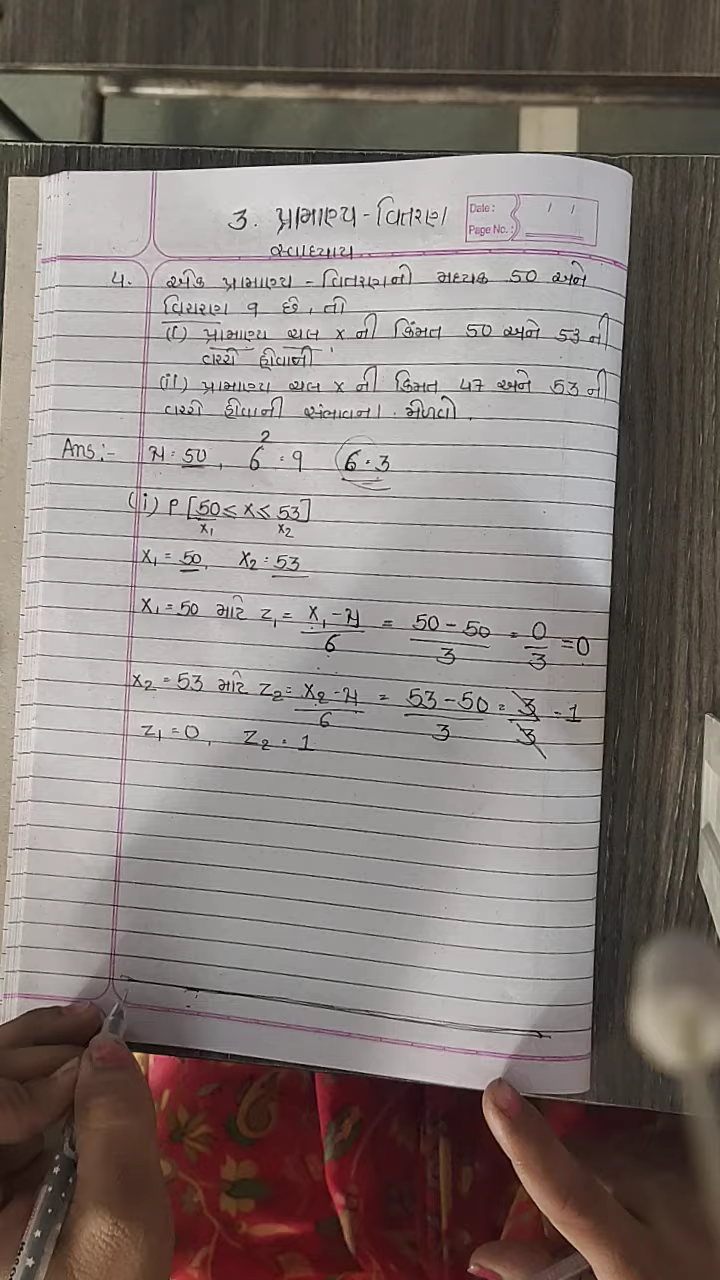 ૩. પ્રામાણ્ય - વિતરણ
Date : / /
Page No. :
સ્વાધ્યાય
૫. એક પ્રામાણ્ય - વિતરણનો મધ્યક 50 અને
વિચરણ 9 છે, તો
(i) પ્રામાણ્ય ચલ x ની કિંમત 50 અને 53 ની
વચ્ચે હોવાની
(ii) પ્રામાણ્ય ચલ x ની કિંમત 47 અને 53 ની
વચ્ચે હોવાની સંભાવના મેળવો.
Ans :- μ = 50, σ² = 9 σ = 3
(i) P [50 < x < 53]
x₁ x₂
x₁ = 50, x₂ = 53
x₁ = 50 માટે z₁ = x₁ - μ / σ = 50 - 50 / 3 = 0 / 3 = 0
x₂ = 53 માટે z₂ = x₂ - μ / σ = 53 - 50 / 3 = 3 / 3 = 1
z₁ = 0, z₂ = 1